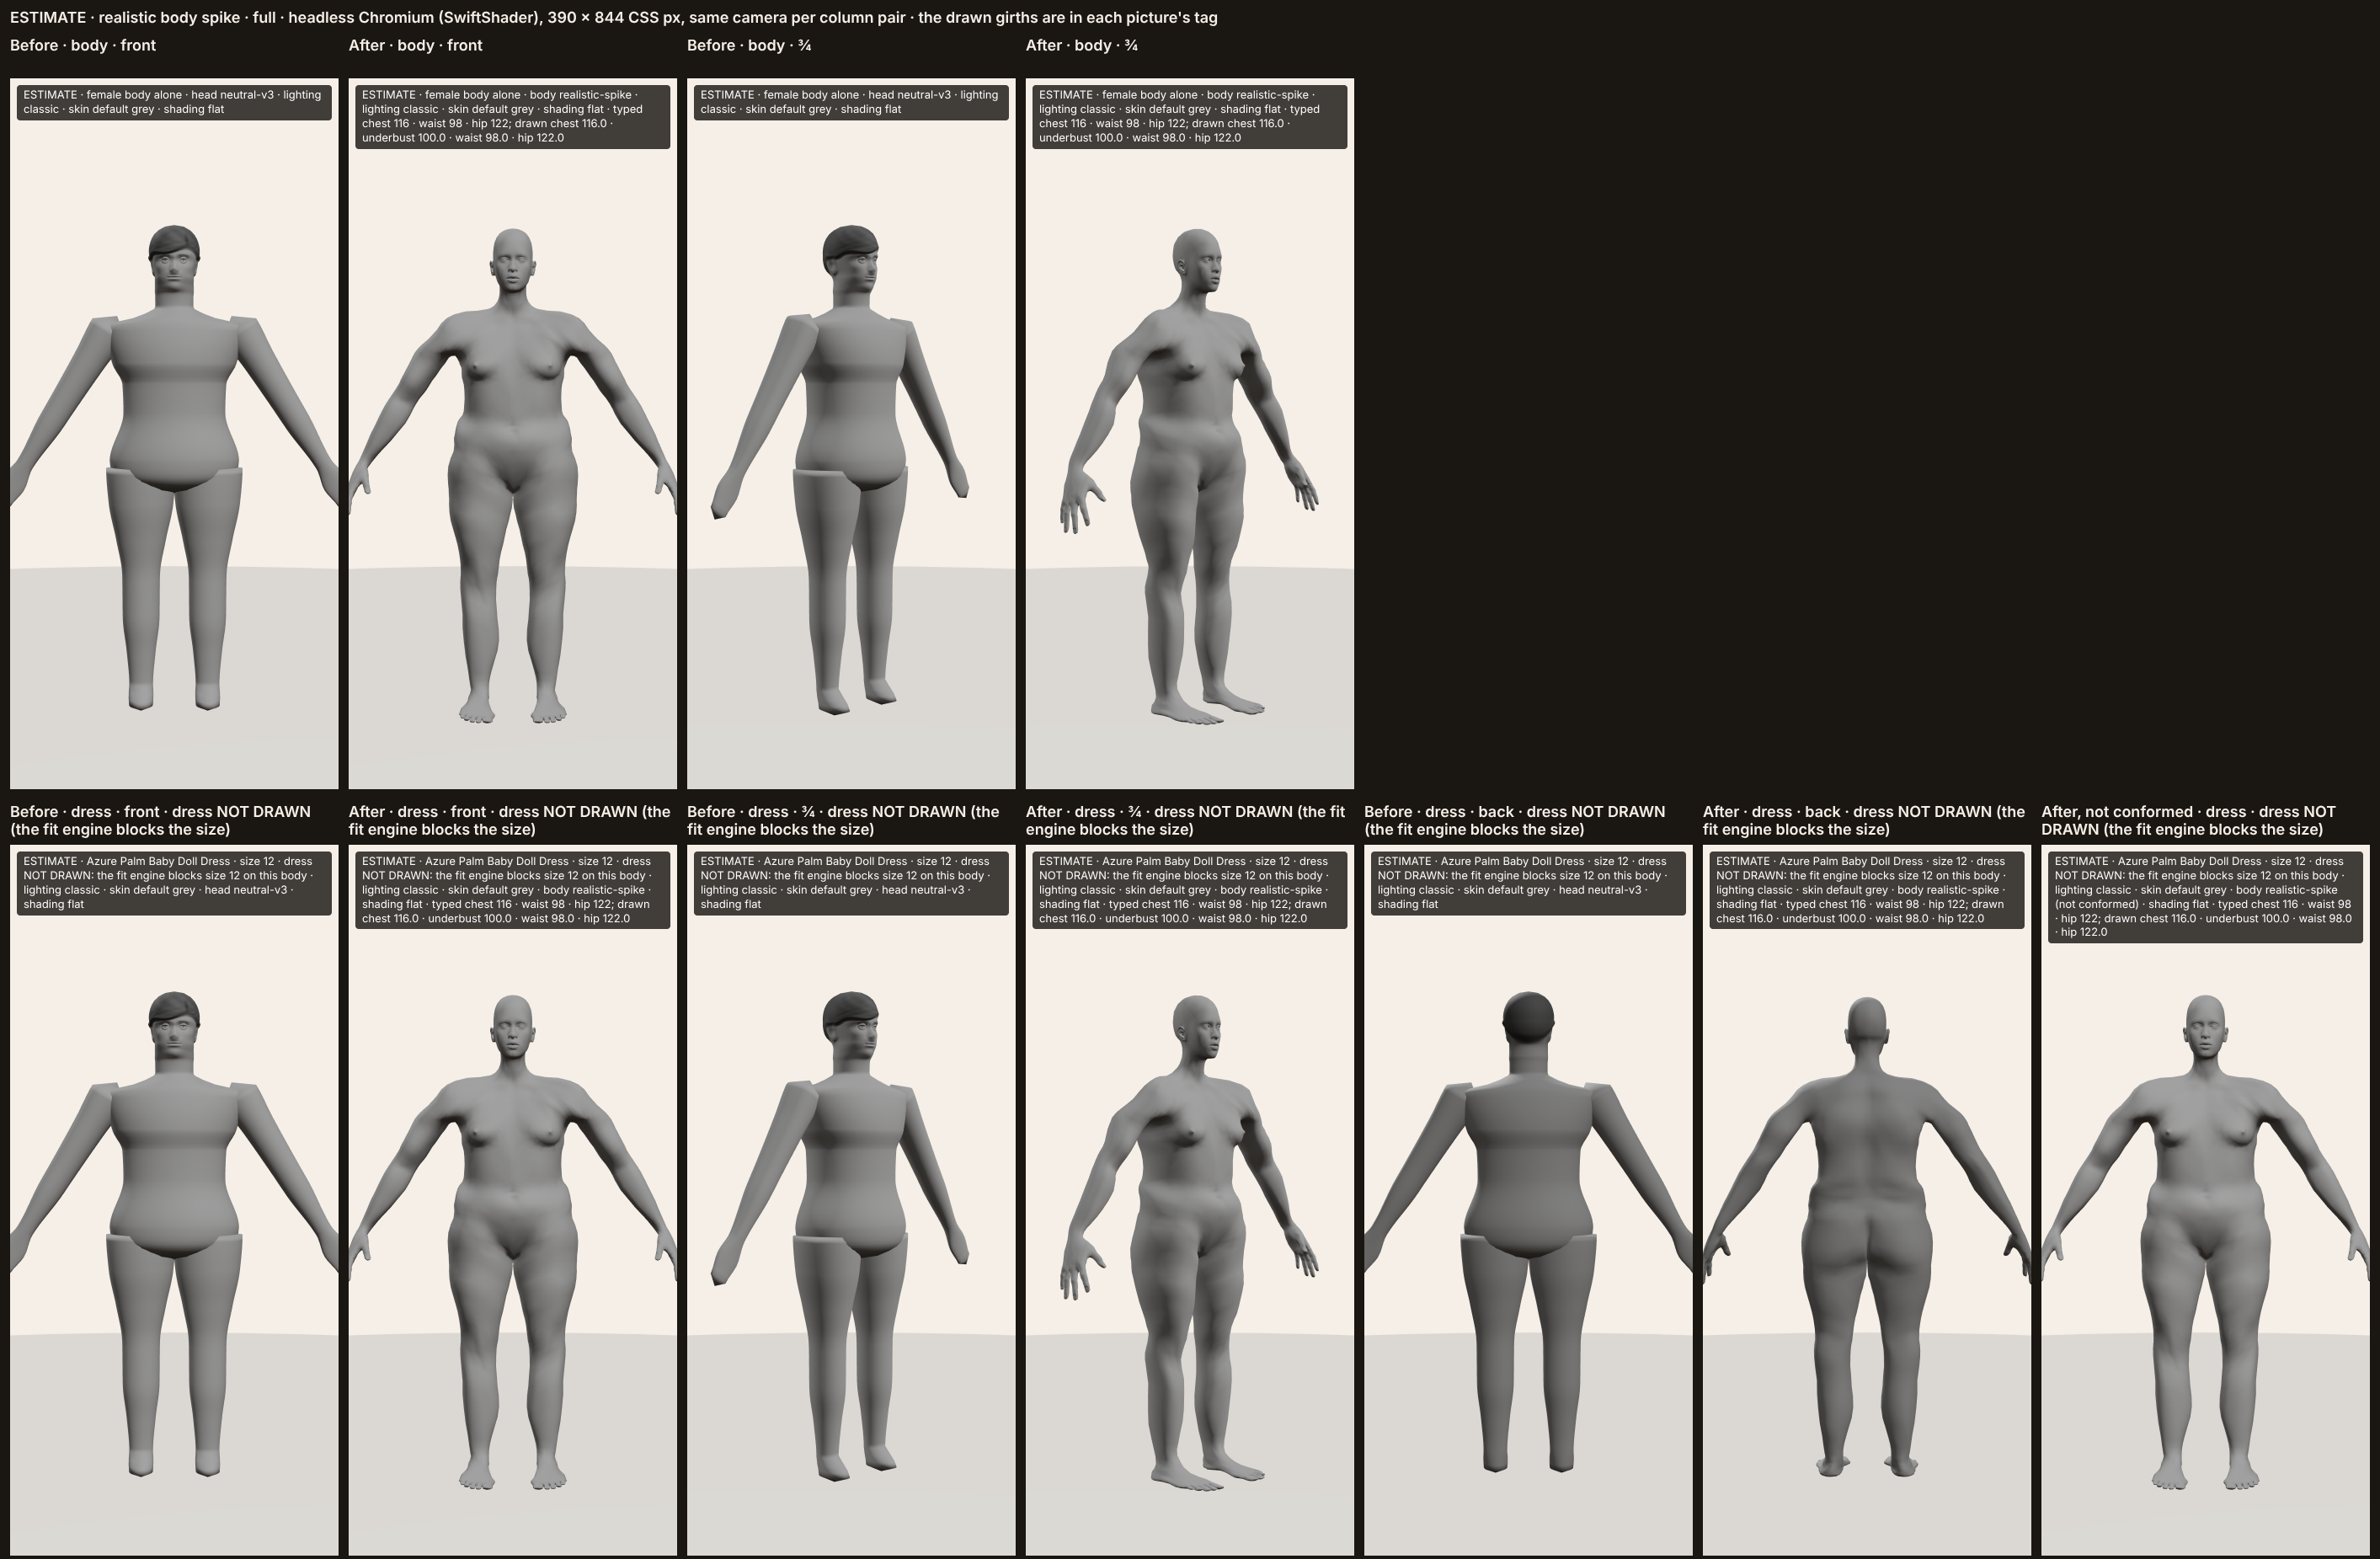 ESTIMATE · realistic body spike · full · headless Chromium (SwiftShader), 390 × 844 CSS px, same camera per column pair · the drawn girths are in each picture's tag
Before · body · front
ESTIMATE · female body alone · head neutral-v3 · lighting
classic · skin default grey · shading flat
After · body · front
ESTIMATE · female body alone · body realistic-spike ·
lighting classic · skin default grey · shading flat · typed
chest 116 · waist 98 · hip 122; drawn chest 116.0 ·
underbust 100.0 · waist 98.0 · hip 122.0
Before · body · ¾
ESTIMATE · female body alone · head neutral-v3 · lighting
classic · skin default grey · shading flat
After · body · ¾
ESTIMATE · female body alone · body realistic-spike ·
lighting classic · skin default grey · shading flat · typed
chest 116 · waist 98 · hip 122; drawn chest 116.0 ·
underbust 100.0 · waist 98.0 · hip 122.0
Before · dress · front · dress NOT DRAWN
(the fit engine blocks the size)
ESTIMATE · Azure Palm Baby Doll Dress · size 12 · dress
NOT DRAWN: the fit engine blocks size 12 on this body ·
lighting classic · skin default grey · head neutral-v3 ·
shading flat
After · dress · front · dress NOT DRAWN (the
fit engine blocks the size)
ESTIMATE · Azure Palm Baby Doll Dress · size 12 · dress
NOT DRAWN: the fit engine blocks size 12 on this body ·
lighting classic · skin default grey · body realistic-spike ·
shading flat · typed chest 116 · waist 98 · hip 122; drawn
chest 116.0 · underbust 100.0 · waist 98.0 · hip 122.0
Before · dress · ¾ · dress NOT DRAWN (the
fit engine blocks the size)
ESTIMATE · Azure Palm Baby Doll Dress · size 12 · dress
NOT DRAWN: the fit engine blocks size 12 on this body ·
lighting classic · skin default grey · head neutral-v3 ·
shading flat
After · dress · ¾ · dress NOT DRAWN (the fit
engine blocks the size)
ESTIMATE · Azure Palm Baby Doll Dress · size 12 · dress
NOT DRAWN: the fit engine blocks size 12 on this body ·
lighting classic · skin default grey · body realistic-spike ·
shading flat · typed chest 116 · waist 98 · hip 122; drawn
chest 116.0 · underbust 100.0 · waist 98.0 · hip 122.0
Before · dress · back · dress NOT DRAWN
(the fit engine blocks the size)
ESTIMATE · Azure Palm Baby Doll Dress · size 12 · dress
NOT DRAWN: the fit engine blocks size 12 on this body ·
lighting classic · skin default grey · head neutral-v3 ·
shading flat
After · dress · back · dress NOT DRAWN (the
fit engine blocks the size)
ESTIMATE · Azure Palm Baby Doll Dress · size 12 · dress
NOT DRAWN: the fit engine blocks size 12 on this body ·
lighting classic · skin default grey · body realistic-spike ·
shading flat · typed chest 116 · waist 98 · hip 122; drawn
chest 116.0 · underbust 100.0 · waist 98.0 · hip 122.0
After, not conformed · dress · dress NOT
DRAWN (the fit engine blocks the size)
ESTIMATE · Azure Palm Baby Doll Dress · size 12 · dress
NOT DRAWN: the fit engine blocks size 12 on this body ·
lighting classic · skin default grey · body realistic-spike
(not conformed) · shading flat · typed chest 116 · waist 98
· hip 122; drawn chest 116.0 · underbust 100.0 · waist 98.0
· hip 122.0